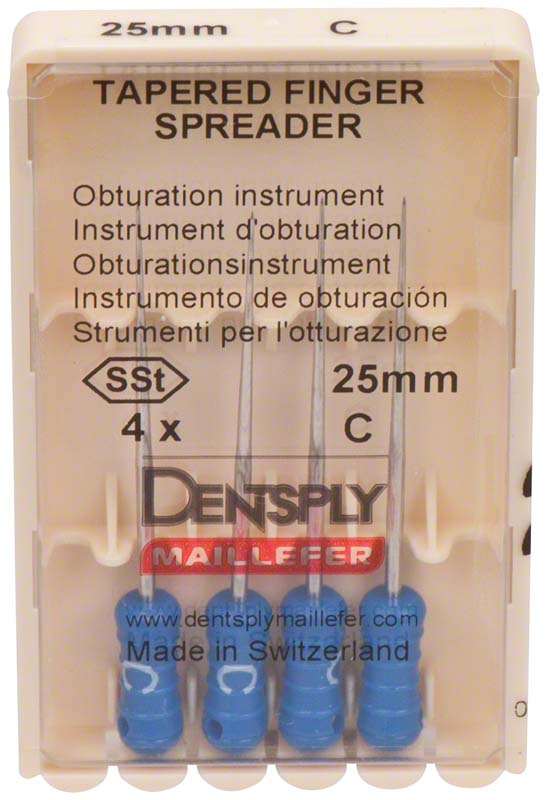 25mm C
TAPERED FINGER
SPREADER
Obturation instrument
Instrument d'obturation
Obturationsinstrument
Instrumento de obturación
Strumenti per l'otturazione
SSt 25mm
4 x C
DENTSPLY
MAILLEFER
www.dentsplymaillefer.com
Made in Switzerland
C C C